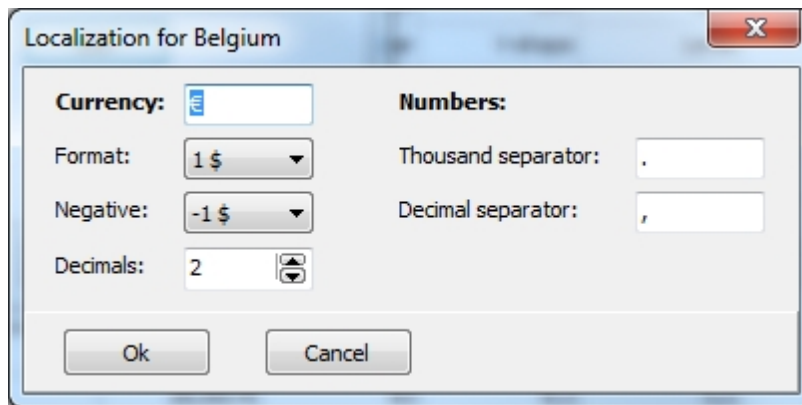 Localization for Belgium
Currency: €
Numbers:
Format: 1 $
Thousand separator: .
Negative: -1 $
Decimal separator: ,
Decimals: 2
Ok
Cancel